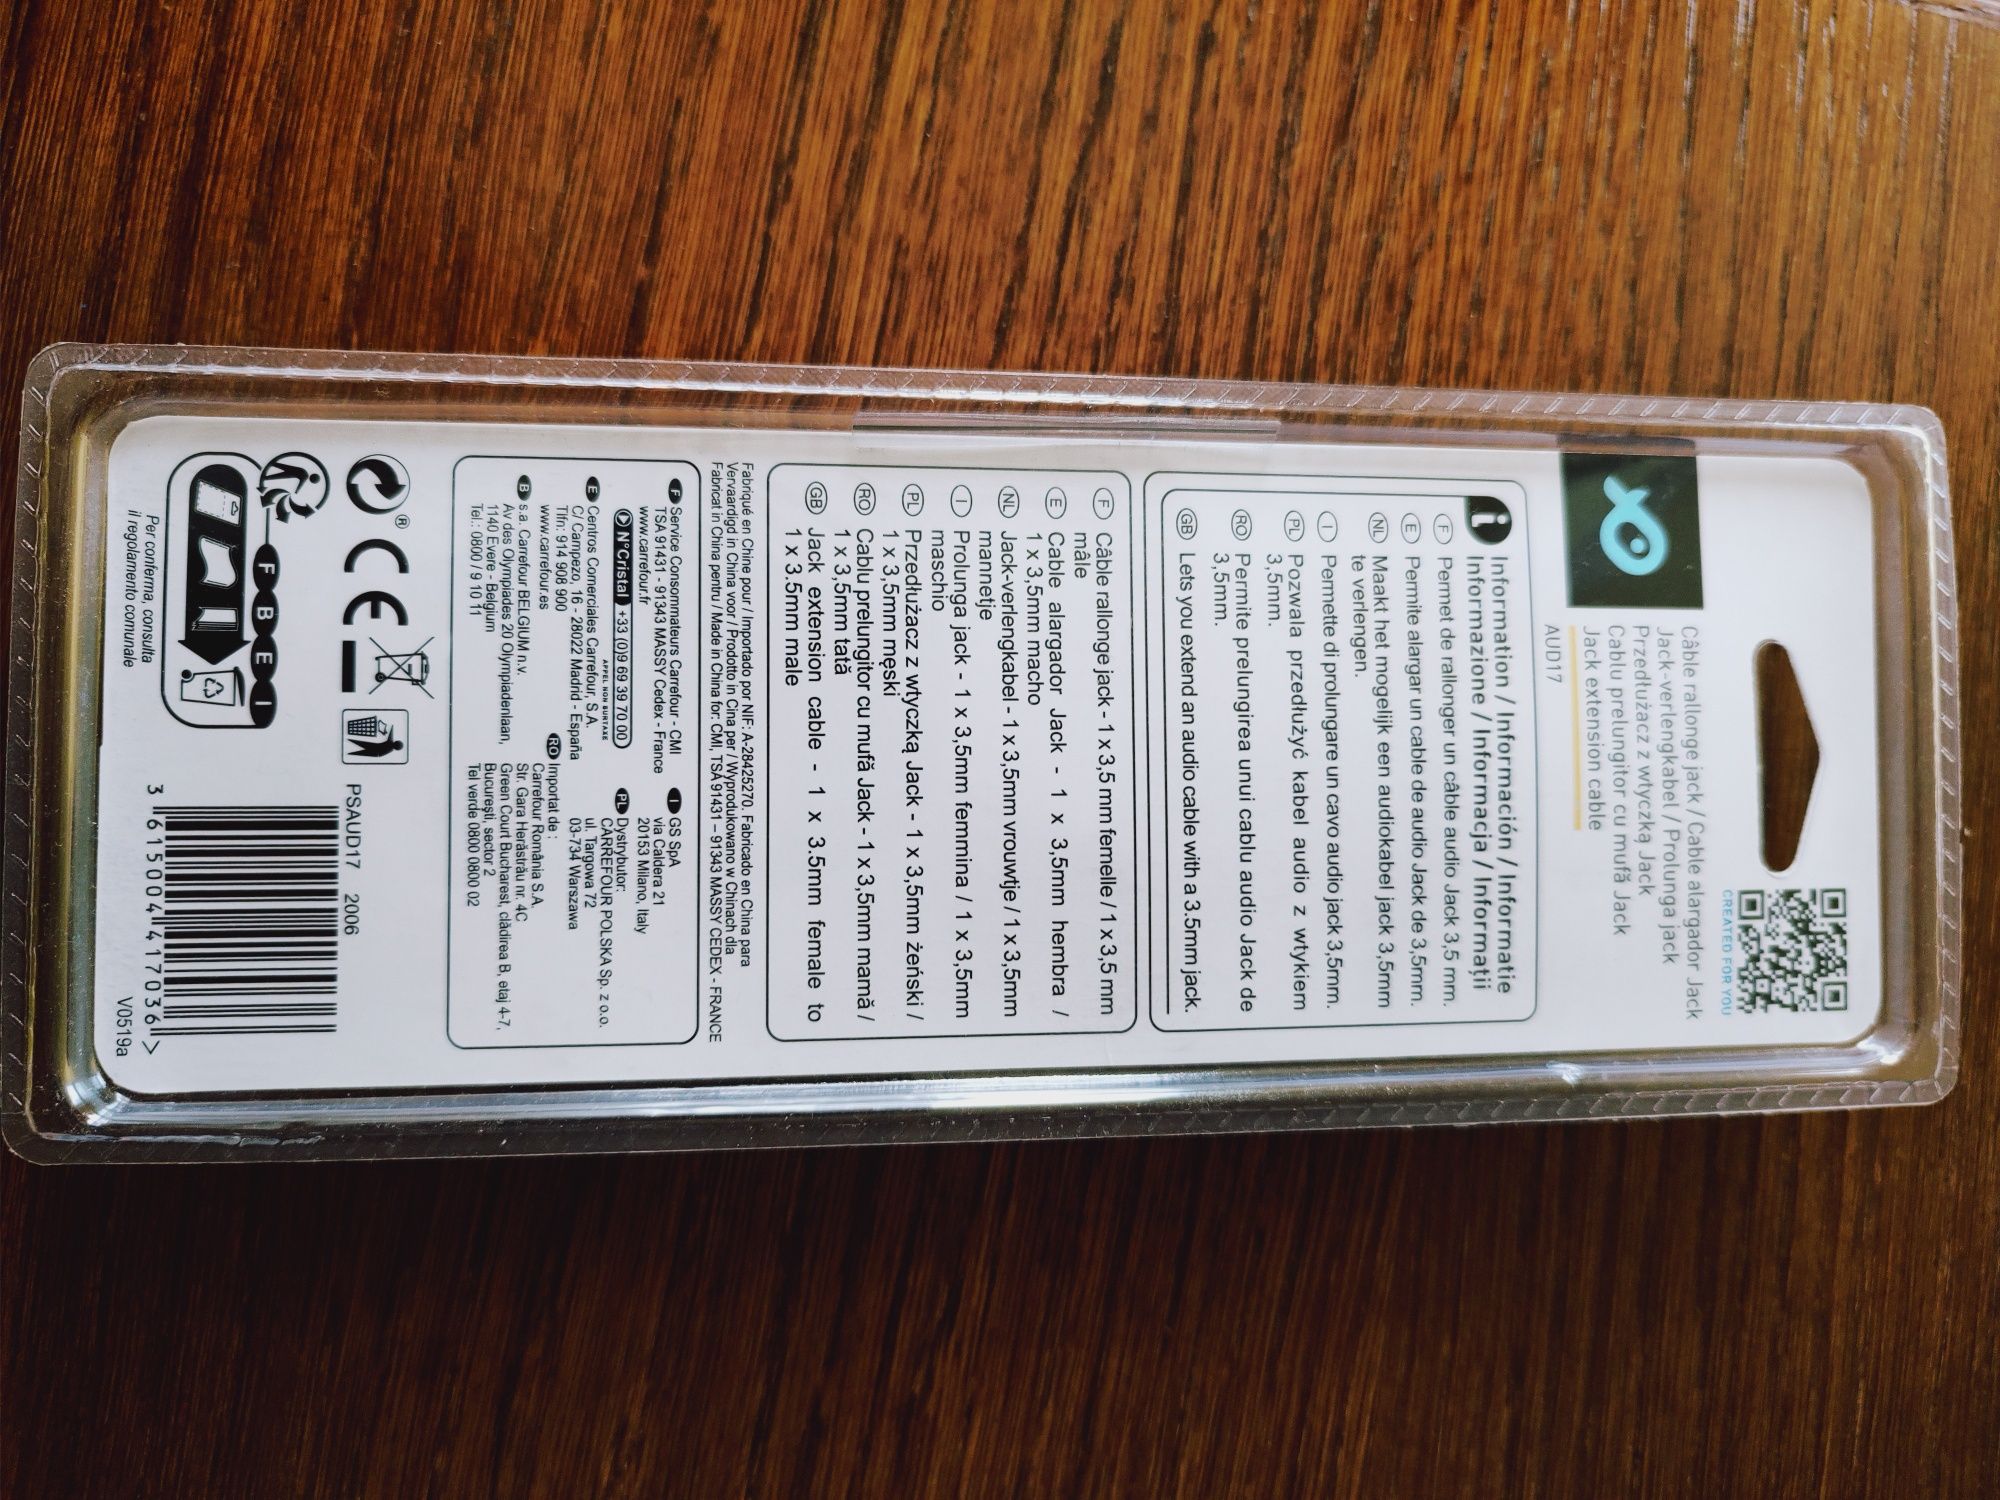 CREATED FOR YOU
Câble rallonge jack / Cable alargador Jack
Jack-verlengkabel / Prolunga jack
Przedłużacz z wtyczką Jack
Cablu prelungitor cu mufă Jack
Jack extension cable
AUD17
i Information / Información / Informatie
Informazione / Informacja / Informații
F Permet de rallonger un câble audio Jack 3,5 mm.
E Permite alargar un cable de audio Jack de 3,5mm.
NL Maakt het mogelijk een audiokabel jack 3,5mm
te verlengen.
I Permette di prolungare un cavo audio jack 3,5mm.
PL Pozwala przedłużyć kabel audio z wtykiem
3,5mm.
RO Permite prelungirea unui cablu audio Jack de
3,5mm.
GB Lets you extend an audio cable with a 3.5mm jack.
F Câble rallonge jack - 1 x 3,5 mm femelle / 1 x 3,5 mm
mâle
E Cable alargador Jack - 1 x 3,5mm hembra /
1 x 3,5mm macho
NL Jack-verlengkabel - 1 x 3,5mm vrouwtje / 1 x 3,5mm
mannetje
I Prolunga jack - 1 x 3,5mm femmina / 1 x 3,5mm
maschio
PL Przedłużacz z wtyczką Jack - 1 x 3,5mm żeński /
1 x 3,5mm męski
RO Cablu prelungitor cu mufă Jack - 1 x 3,5mm mamă /
1 x 3,5mm tată
GB Jack extension cable - 1 x 3.5mm female to
1 x 3.5mm male
Fabriqué en Chine pour / Importado por NIF: A-28425270. Fabricado en China para
Vervaardigd in China voor / Prodotto in Cina per / Wyprodukowano w Chinach dla
Fabricat in China pentru / Made in China for: CMI, TSA 91431 – 91343 MASSY CEDEX - FRANCE
F Service Consommateurs Carrefour - CMI
TSA 91431 - 91343 MASSY Cedex - France
www.carrefour.fr
N°Cristal +33 (0)9 69 39 70 00
APPEL NON SURTAXE
E Centros Comerciales Carrefour, S.A.
C/ Campezo, 16 - 28022 Madrid - España
Tlfn: 914 908 900
www.carrefour.es
B s.a. Carrefour BELGIUM n.v.
Av des Olympiades 20 Olympiadenlaan,
1140 Evere - Belgium
Tel.: 0800 / 9 10 11
I GS SpA
via Caldera 21
20153 Milano, Italy
PL Dystrybutor:
CARREFOUR POLSKA Sp. z o.o.
ul. Targowa 72
03-734 Warszawa
RO Importat de :
Carrefour România S.A.
Str. Gara Herăstrău nr. 4C
Green Court Bucharest, clădirea B, etaj 4-7,
București, sector 2
Tel verde 0800 0800 02
® CE
F B E I
Per conferma, consulta
il regolamento comunale
PSAUD17 2006
3 615004 417036 >
V0519a